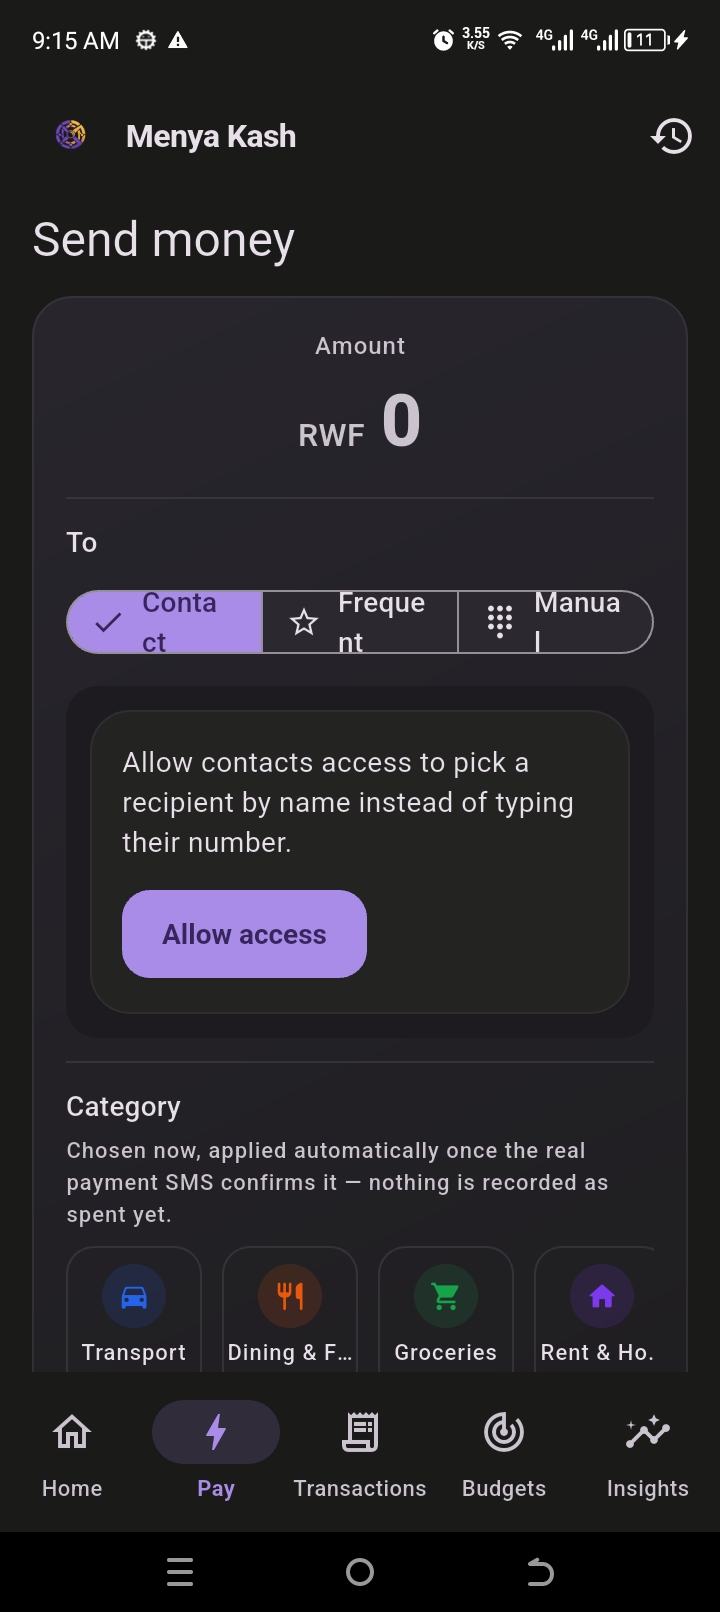 9:15 AM 3.55 K/S 4G 4G 11
Menya Kash
Send money
Amount
RWF 0
To
Conta
ct
Freque
nt
Manua
l
Allow contacts access to pick a
recipient by name instead of typing
their number.
Allow access
Category
Chosen now, applied automatically once the real
payment SMS confirms it — nothing is recorded as
spent yet.
Transport Dining & F… Groceries Rent & Ho.
Home Pay Transactions Budgets Insights